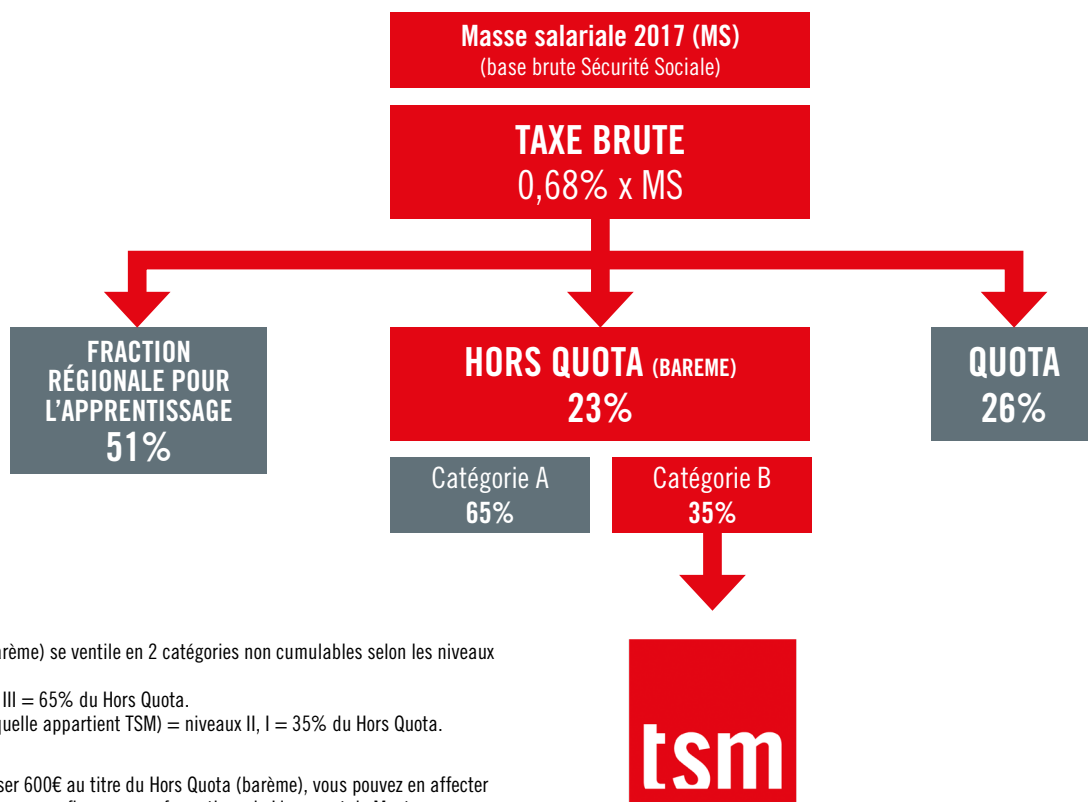 Masse salariale 2017 (MS)
(base brute Sécurité Sociale)
TAXE BRUTE
0,68% x MS
FRACTION
RÉGIONALE POUR
L'APPRENTISSAGE
51%
HORS QUOTA (BAREME)
23%
QUOTA
26%
Catégorie A
65%
Catégorie B
35%
arème) se ventile en 2 catégories non cumulables selon les niveaux
III = 65% du Hors Quota.
quelle appartient TSM) = niveaux II, I = 35% du Hors Quota.
ser 600€ au titre du Hors Quota (barème), vous pouvez en affecter
tsm